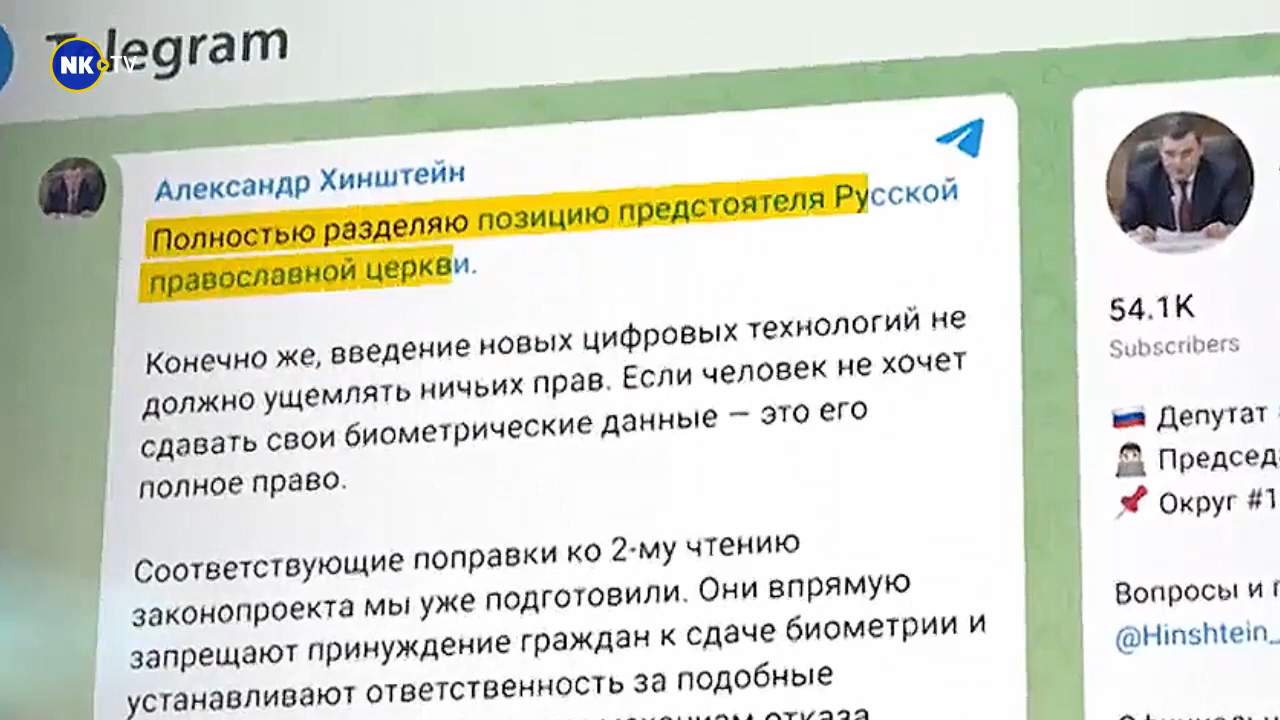 Telegram
NK TV
Александр Хинштейн
Полностью разделяю позицию предстоятеля Русской
православной церкви.
Конечно же, введение новых цифровых технологий не
должно ущемлять ничьих прав. Если человек не хочет
сдавать свои биометрические данные — это его
полное право.
Соответствующие поправки ко 2-му чтению
законопроекта мы уже подготовили. Они впрямую
запрещают принуждение граждан к сдаче биометрии и
устанавливают ответственность за подобные
отказа
54.1K
Subscribers
Депутат
Председ
Округ #1
Вопросы и
@Hinshtein_